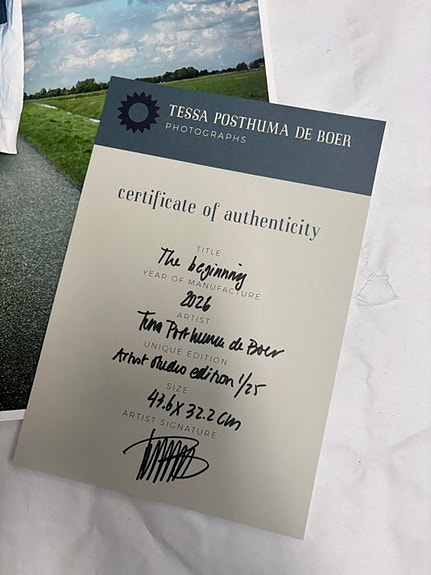 TESSA POSTHUMA DE BOER
PHOTOGRAPHS
certificate of authenticity
TITLE
The beginning
YEAR OF MANUFACTURE
2026
ARTIST
Tessa Posthuma de Boer
UNIQUE EDITION
Artist studio edition 1/25
SIZE
43.6 x 32.2 cm
ARTIST SIGNATURE